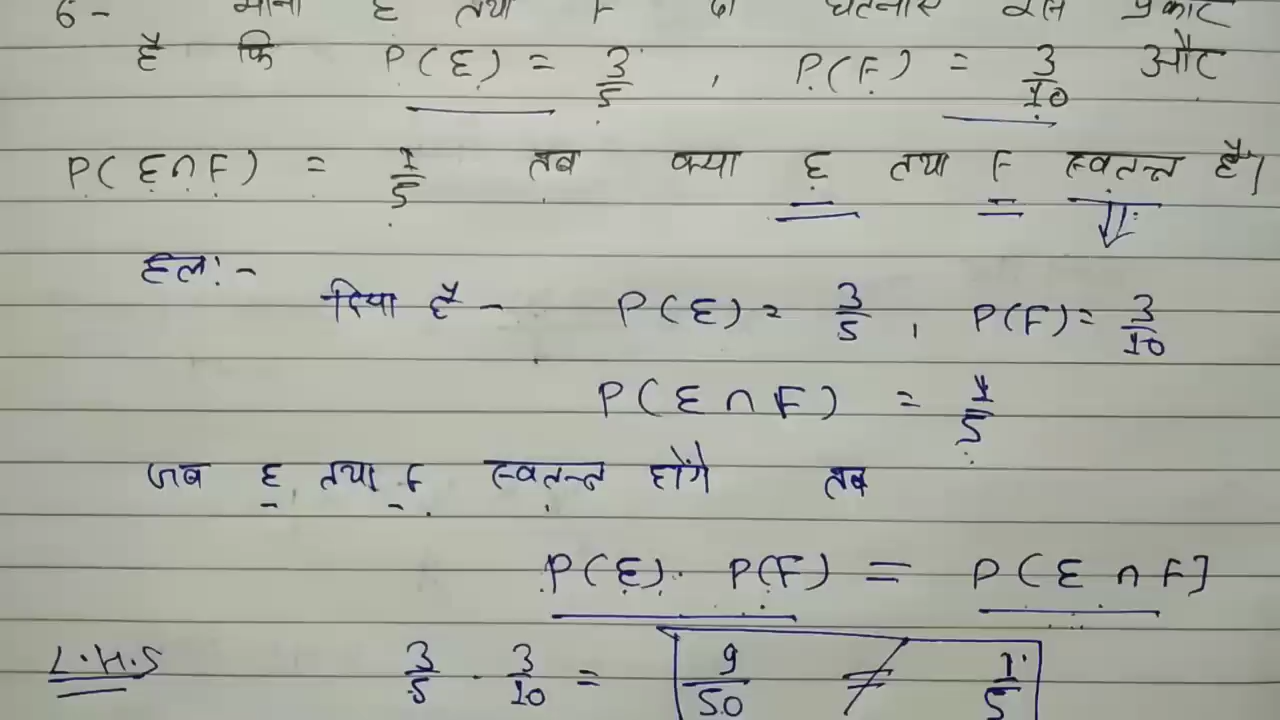 6- माना E तथा F दो घटनाएं इस प्रकार
है कि P(E) = 3/5 , P(F) = 3/10 और
P(E∩F) = 1/5 तब क्या E तथा F स्वतन्त्र है।
हल:-
दिया है - P(E) = 3/5 , P(F) = 3/10
P(E∩F) = 1/5
जब E तथा F स्वतन्त्र होंगे तब
P(E). P(F) = P(E∩F]
L.H.S 3/5 . 3/10 = 9/50 ≠ 1/5